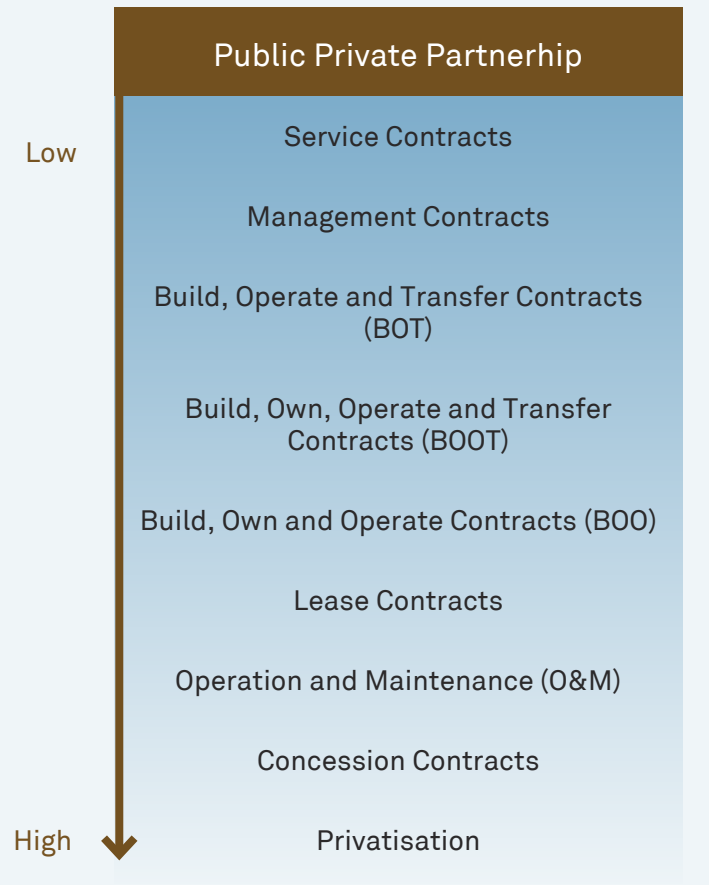 Public Private Partnerhip
Low
Service Contracts
Management Contracts
Build, Operate and Transfer Contracts
(BOT)
Build, Own, Operate and Transfer
Contracts (BOOT)
Build, Own and Operate Contracts (BOO)
Lease Contracts
Operation and Maintenance (O&M)
Concession Contracts
High
Privatisation